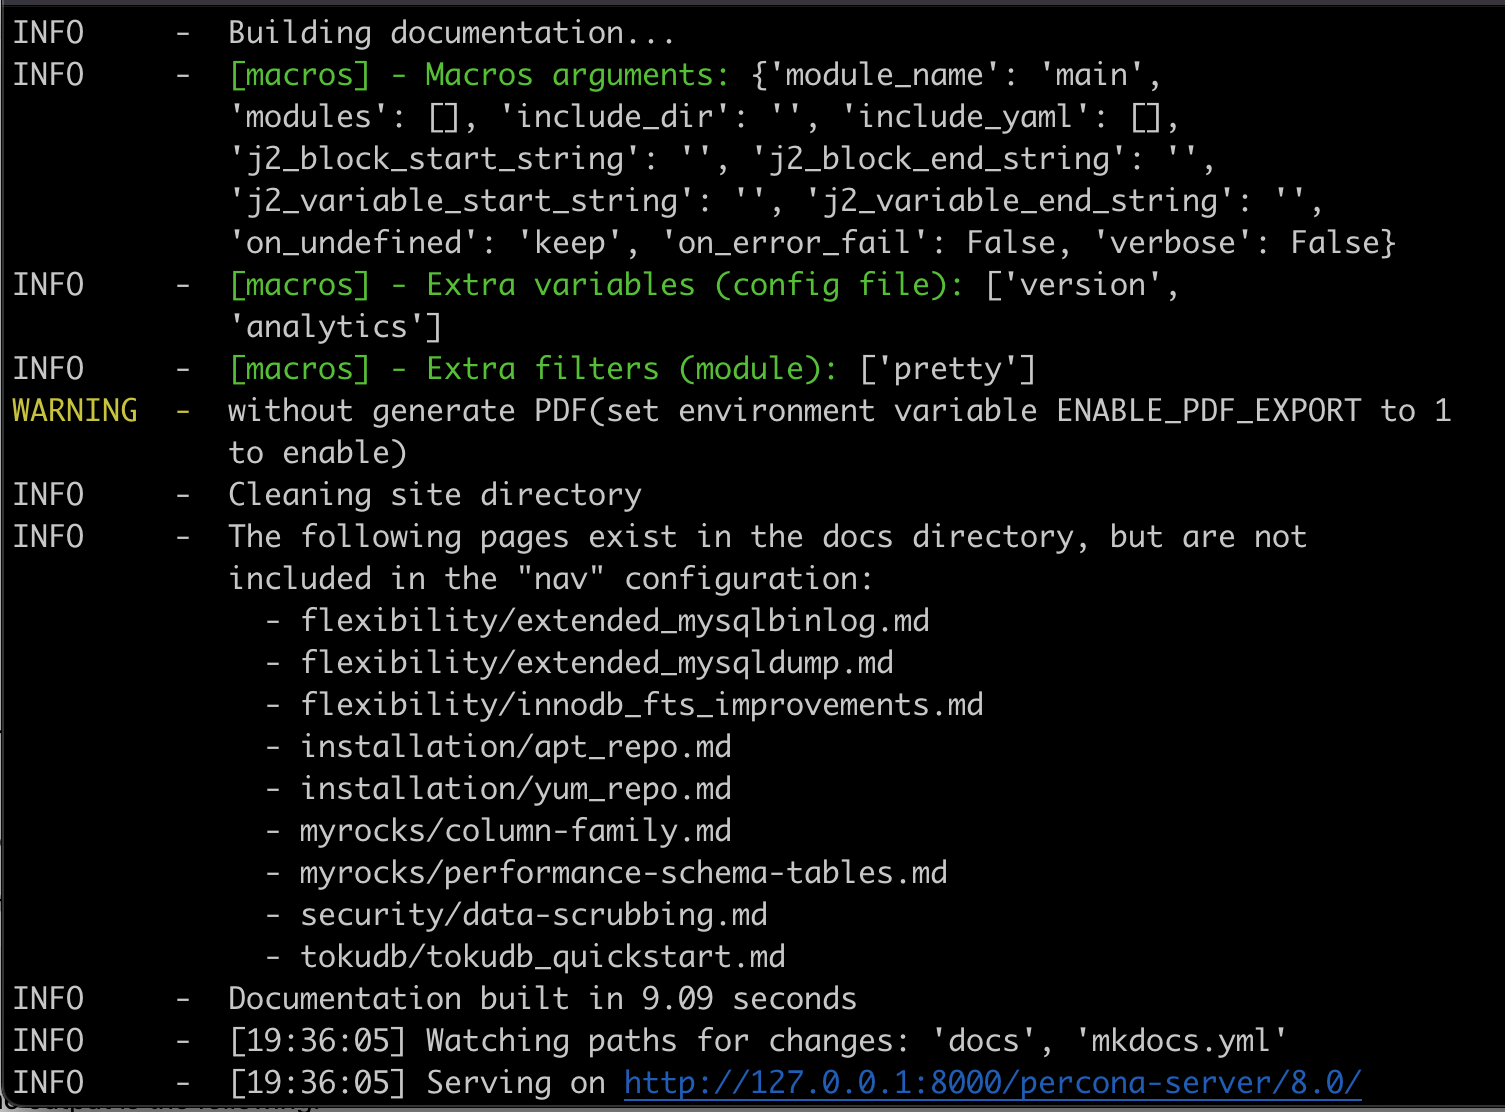 INFO     -  Building documentation...
INFO     -  [macros] - Macros arguments: {'module_name': 'main',
            'modules': [], 'include_dir': '', 'include_yaml': [],
            'j2_block_start_string': '', 'j2_block_end_string': '',
            'j2_variable_start_string': '', 'j2_variable_end_string': '',
            'on_undefined': 'keep', 'on_error_fail': False, 'verbose': False}
INFO     -  [macros] - Extra variables (config file): ['version',
            'analytics']
INFO     -  [macros] - Extra filters (module): ['pretty']
WARNING  -  without generate PDF(set environment variable ENABLE_PDF_EXPORT to 1
            to enable)
INFO     -  Cleaning site directory
INFO     -  The following pages exist in the docs directory, but are not
            included in the "nav" configuration:
              - flexibility/extended_mysqlbinlog.md
              - flexibility/extended_mysqldump.md
              - flexibility/innodb_fts_improvements.md
              - installation/apt_repo.md
              - installation/yum_repo.md
              - myrocks/column-family.md
              - myrocks/performance-schema-tables.md
              - security/data-scrubbing.md
              - tokudb/tokudb_quickstart.md
INFO     -  Documentation built in 9.09 seconds
INFO     -  [19:36:05] Watching paths for changes: 'docs', 'mkdocs.yml'
INFO     -  [19:36:05] Serving on http://127.0.0.1:8000/percona-server/8.0/